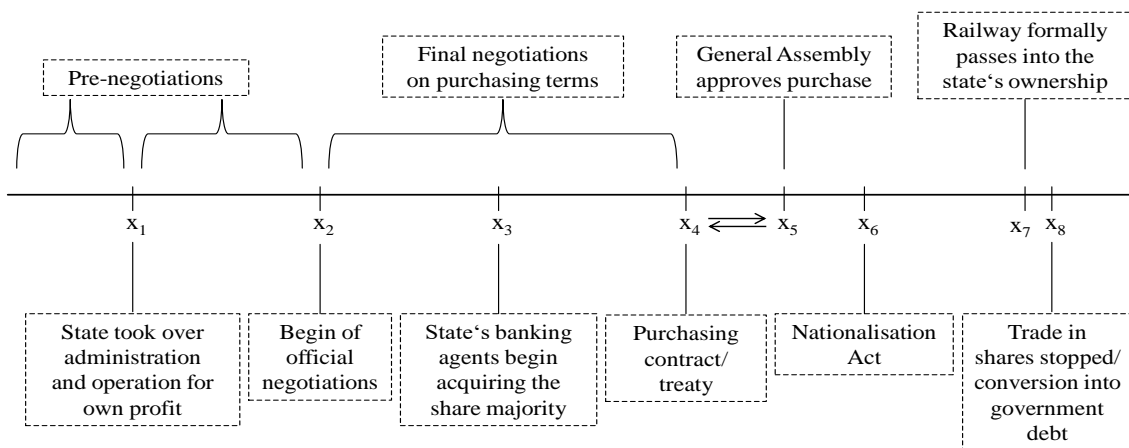 Pre-negotiations
Final negotiations
on purchasing terms
General Assembly
approves purchase
Railway formally
passes into the
state‘s ownership
x1
x2
x3
x4
x5
x6
x7
x8
State took over
administration
and operation for
own profit
Begin of
official
negotiations
State‘s banking
agents begin
acquiring the
share majority
Purchasing
contract/
treaty
Nationalisation
Act
Trade in
shares stopped/
conversion into
government
debt